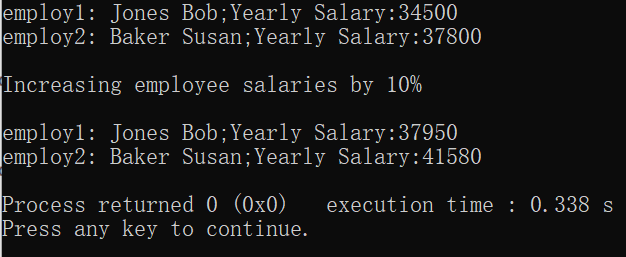 employ1: Jones Bob;Yearly Salary:34500
employ2: Baker Susan;Yearly Salary:37800
Increasing employee salaries by 10%
employ1: Jones Bob;Yearly Salary:37950
employ2: Baker Susan;Yearly Salary:41580
Process returned 0 (0x0)   execution time : 0.338 s
Press any key to continue.